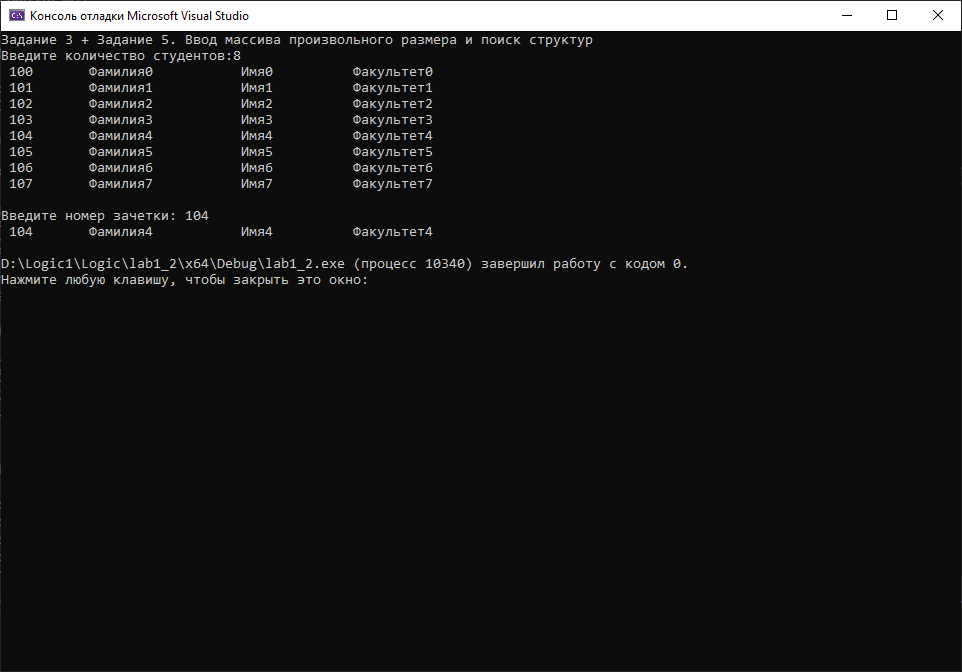 Консоль отладки Microsoft Visual Studio
Задание 3 + Задание 5. Ввод массива произвольного размера и поиск структур
Введите количество студентов:8
100 Фамилия0 Имя0 Факультет0
101 Фамилия1 Имя1 Факультет1
102 Фамилия2 Имя2 Факультет2
103 Фамилия3 Имя3 Факультет3
104 Фамилия4 Имя4 Факультет4
105 Фамилия5 Имя5 Факультет5
106 Фамилия6 Имя6 Факультет6
107 Фамилия7 Имя7 Факультет7
Введите номер зачетки: 104
104 Фамилия4 Имя4 Факультет4
D:\Logic1\Logic\lab1_2\x64\Debug\lab1_2.exe (процесс 10340) завершил работу с кодом 0.
Нажмите любую клавишу, чтобы закрыть это окно: